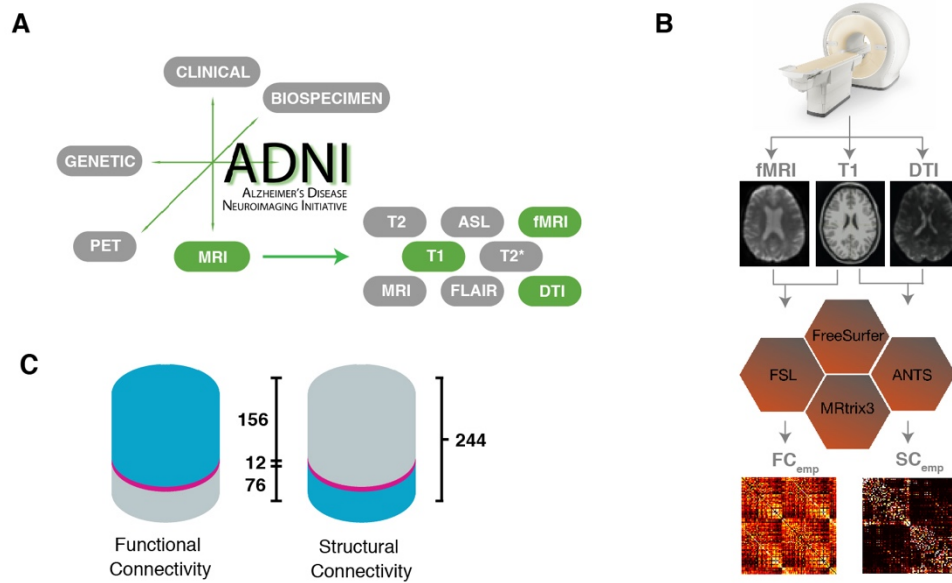 A
CLINICAL
BIOSPECIMEN
GENETIC
ADNI
ALZHEIMER'S DISEASE
NEUROIMAGING INITIATIVE
PET
MRI
T2
ASL
fMRI
T1
T2*
MRI
FLAIR
DTI
B
fMRI
T1
DTI
FreeSurfer
FSL
ANTS
MRtrix3
FCemp
SCemp
C
156
12
76
244
Functional
Connectivity
Structural
Connectivity